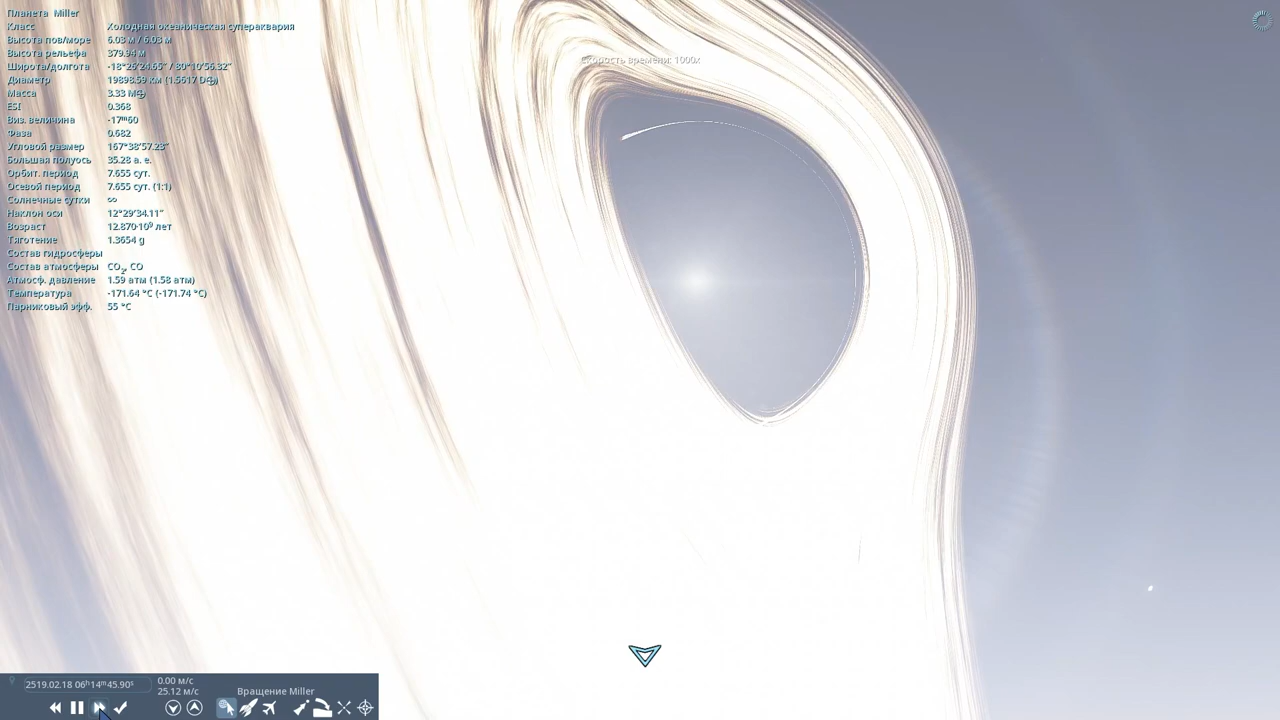 Планета Miller
Класс Холодная океаническая супераквария
Высота пов/море 6.03 м / 6.03 м
Высота рельефа 379.94 м
Широта/долгота -18°26'24.65" / 80°10'56.32"
Диаметр 19898.59 км (1.5617 D⊕)
Масса 3.33 M⊕
ESI 0.368
Виз. величина -17ᵐ60
Фаза 0.682
Угловой размер 167°38'57.23"
Большая полуось 35.28 а. е.
Орбит. период 7.655 сут.
Осевой период 7.655 сут. (1:1)
Солнечные сутки ∞
Наклон оси 12°29'34.11"
Возраст 12.870·10⁹ лет
Тяготение 1.3654 g
Состав гидросферы
Состав атмосферы CO₂, CO
Атмосф. давление 1.59 атм (1.58 атм)
Температура -171.64 °C (-171.74 °C)
Парниковый эфф. 55 °C
Скорость времени: 1000x
2519.02.18 06ʰ14ᵐ45.90ˢ
0.00 м/с
25.12 м/с
Вращение Miller